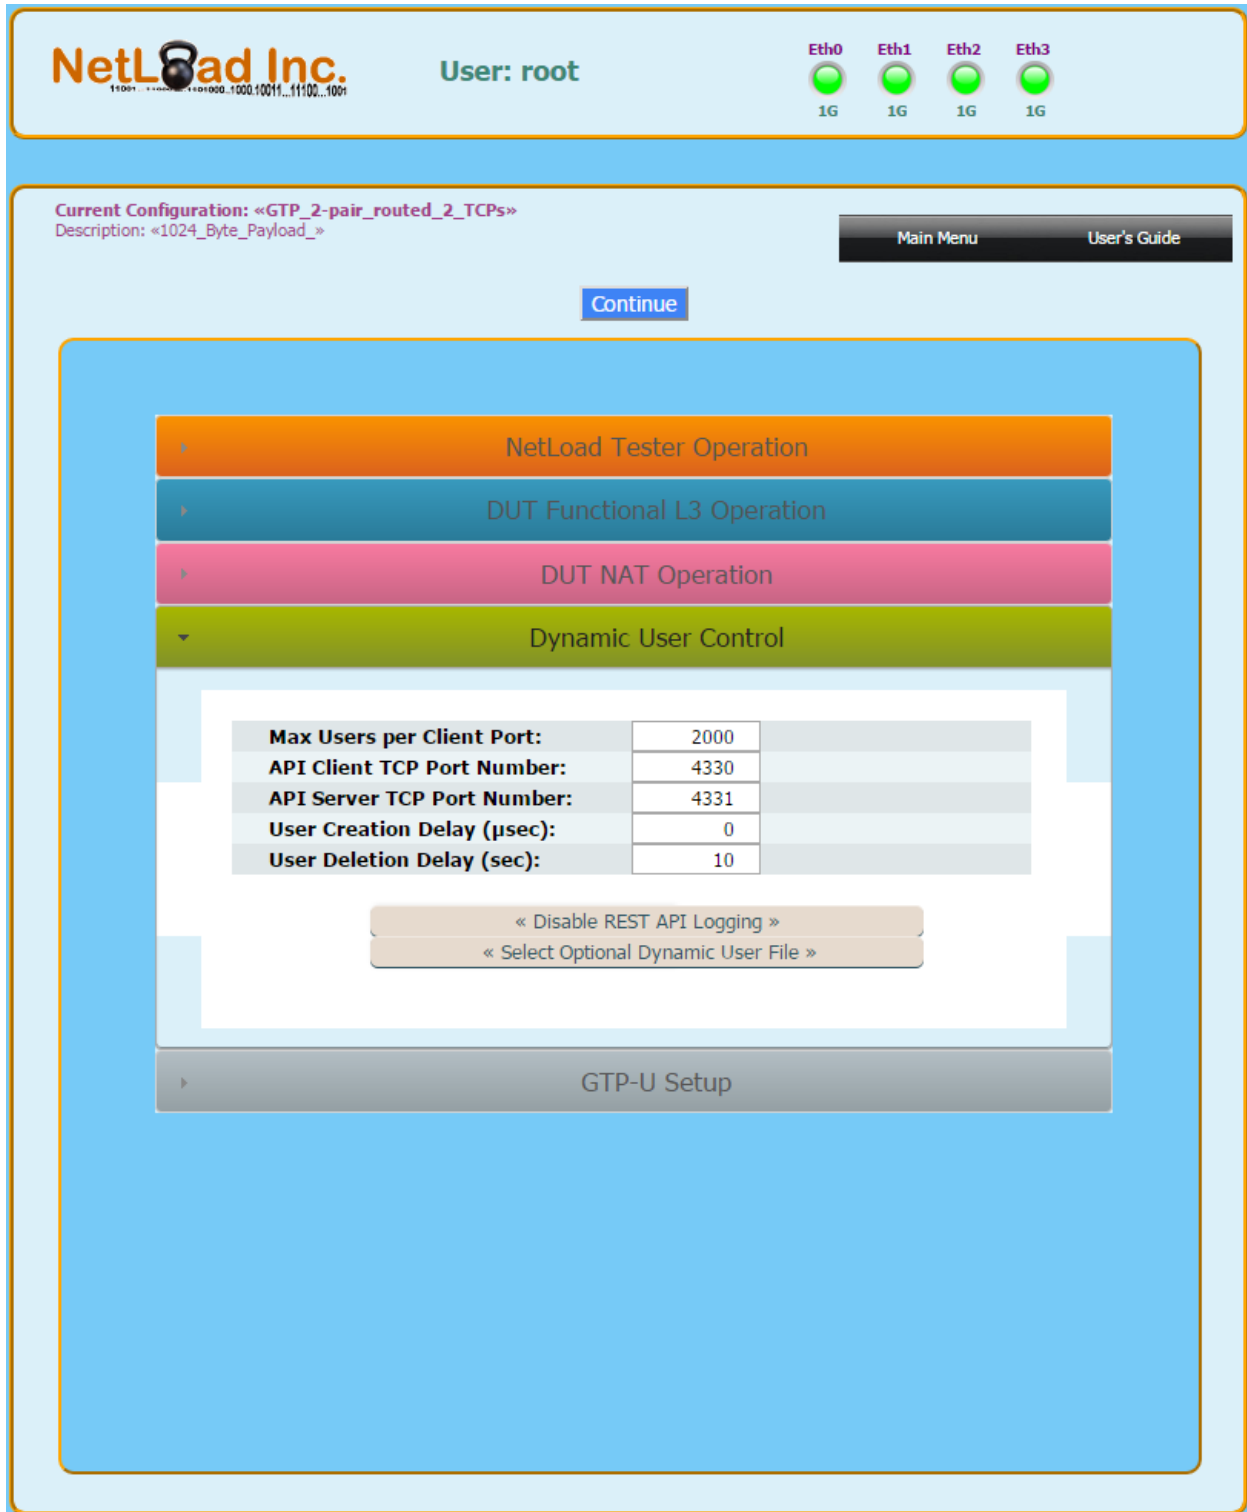 NetLoad Inc.
User: root
Eth0 Eth1 Eth2 Eth3
1G 1G 1G 1G
Current Configuration: «GTP_2-pair_routed_2_TCPs»
Description: «1024_Byte_Payload_»
Main Menu User's Guide
Continue
NetLoad Tester Operation
DUT Functional L3 Operation
DUT NAT Operation
Dynamic User Control
Max Users per Client Port: 2000
API Client TCP Port Number: 4330
API Server TCP Port Number: 4331
User Creation Delay (µsec): 0
User Deletion Delay (sec): 10
« Disable REST API Logging »
« Select Optional Dynamic User File »
GTP-U Setup